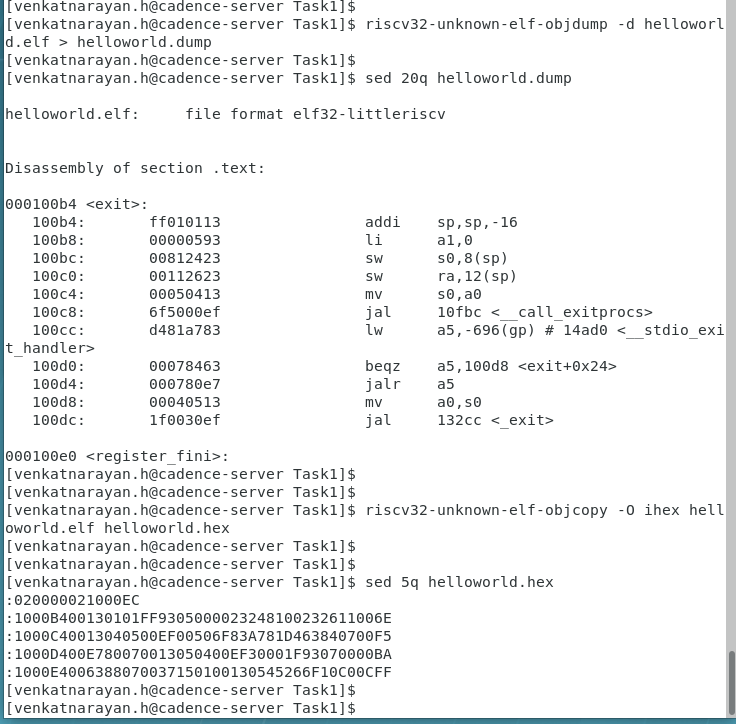 [venkatnarayan.h@cadence-server Task1]$
[venkatnarayan.h@cadence-server Task1]$ riscv32-unknown-elf-objdump -d helloworl
d.elf > helloworld.dump
[venkatnarayan.h@cadence-server Task1]$
[venkatnarayan.h@cadence-server Task1]$ sed 20q helloworld.dump
helloworld.elf:     file format elf32-littleriscv
Disassembly of section .text:
000100b4 <exit>:
   100b4:       ff010113                addi    sp,sp,-16
   100b8:       00000593                li      a1,0
   100bc:       00812423                sw      s0,8(sp)
   100c0:       00112623                sw      ra,12(sp)
   100c4:       00050413                mv      s0,a0
   100c8:       6f5000ef                jal     10fbc <__call_exitprocs>
   100cc:       d481a783                lw      a5,-696(gp) # 14ad0 <__stdio_exi
t_handler>
   100d0:       00078463                beqz    a5,100d8 <exit+0x24>
   100d4:       000780e7                jalr    a5
   100d8:       00040513                mv      a0,s0
   100dc:       1f0030ef                jal     132cc <_exit>
000100e0 <register_fini>:
[venkatnarayan.h@cadence-server Task1]$
[venkatnarayan.h@cadence-server Task1]$
[venkatnarayan.h@cadence-server Task1]$ riscv32-unknown-elf-objcopy -O ihex hell
oworld.elf helloworld.hex
[venkatnarayan.h@cadence-server Task1]$
[venkatnarayan.h@cadence-server Task1]$
[venkatnarayan.h@cadence-server Task1]$ sed 5q helloworld.hex
:020000021000EC
:1000B400130101FF9305000023248100232611006E
:1000C40013040500EF00506F83A781D463840700F5
:1000D400E780070013050400EF30001F93070000BA
:1000E4006388070037150100130545266F10C00CFF
[venkatnarayan.h@cadence-server Task1]$
[venkatnarayan.h@cadence-server Task1]$